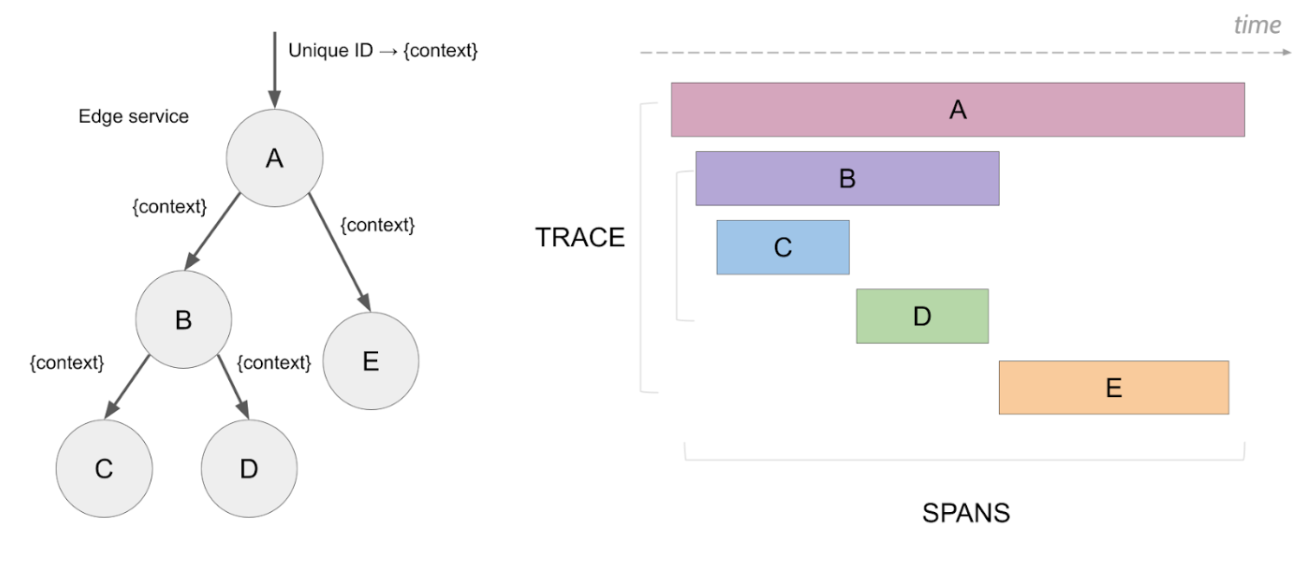 Unique ID → {context}
Edge service
A
{context}
{context}
B
E
{context}
{context}
C
D
time
A
B
TRACE
C
D
E
SPANS